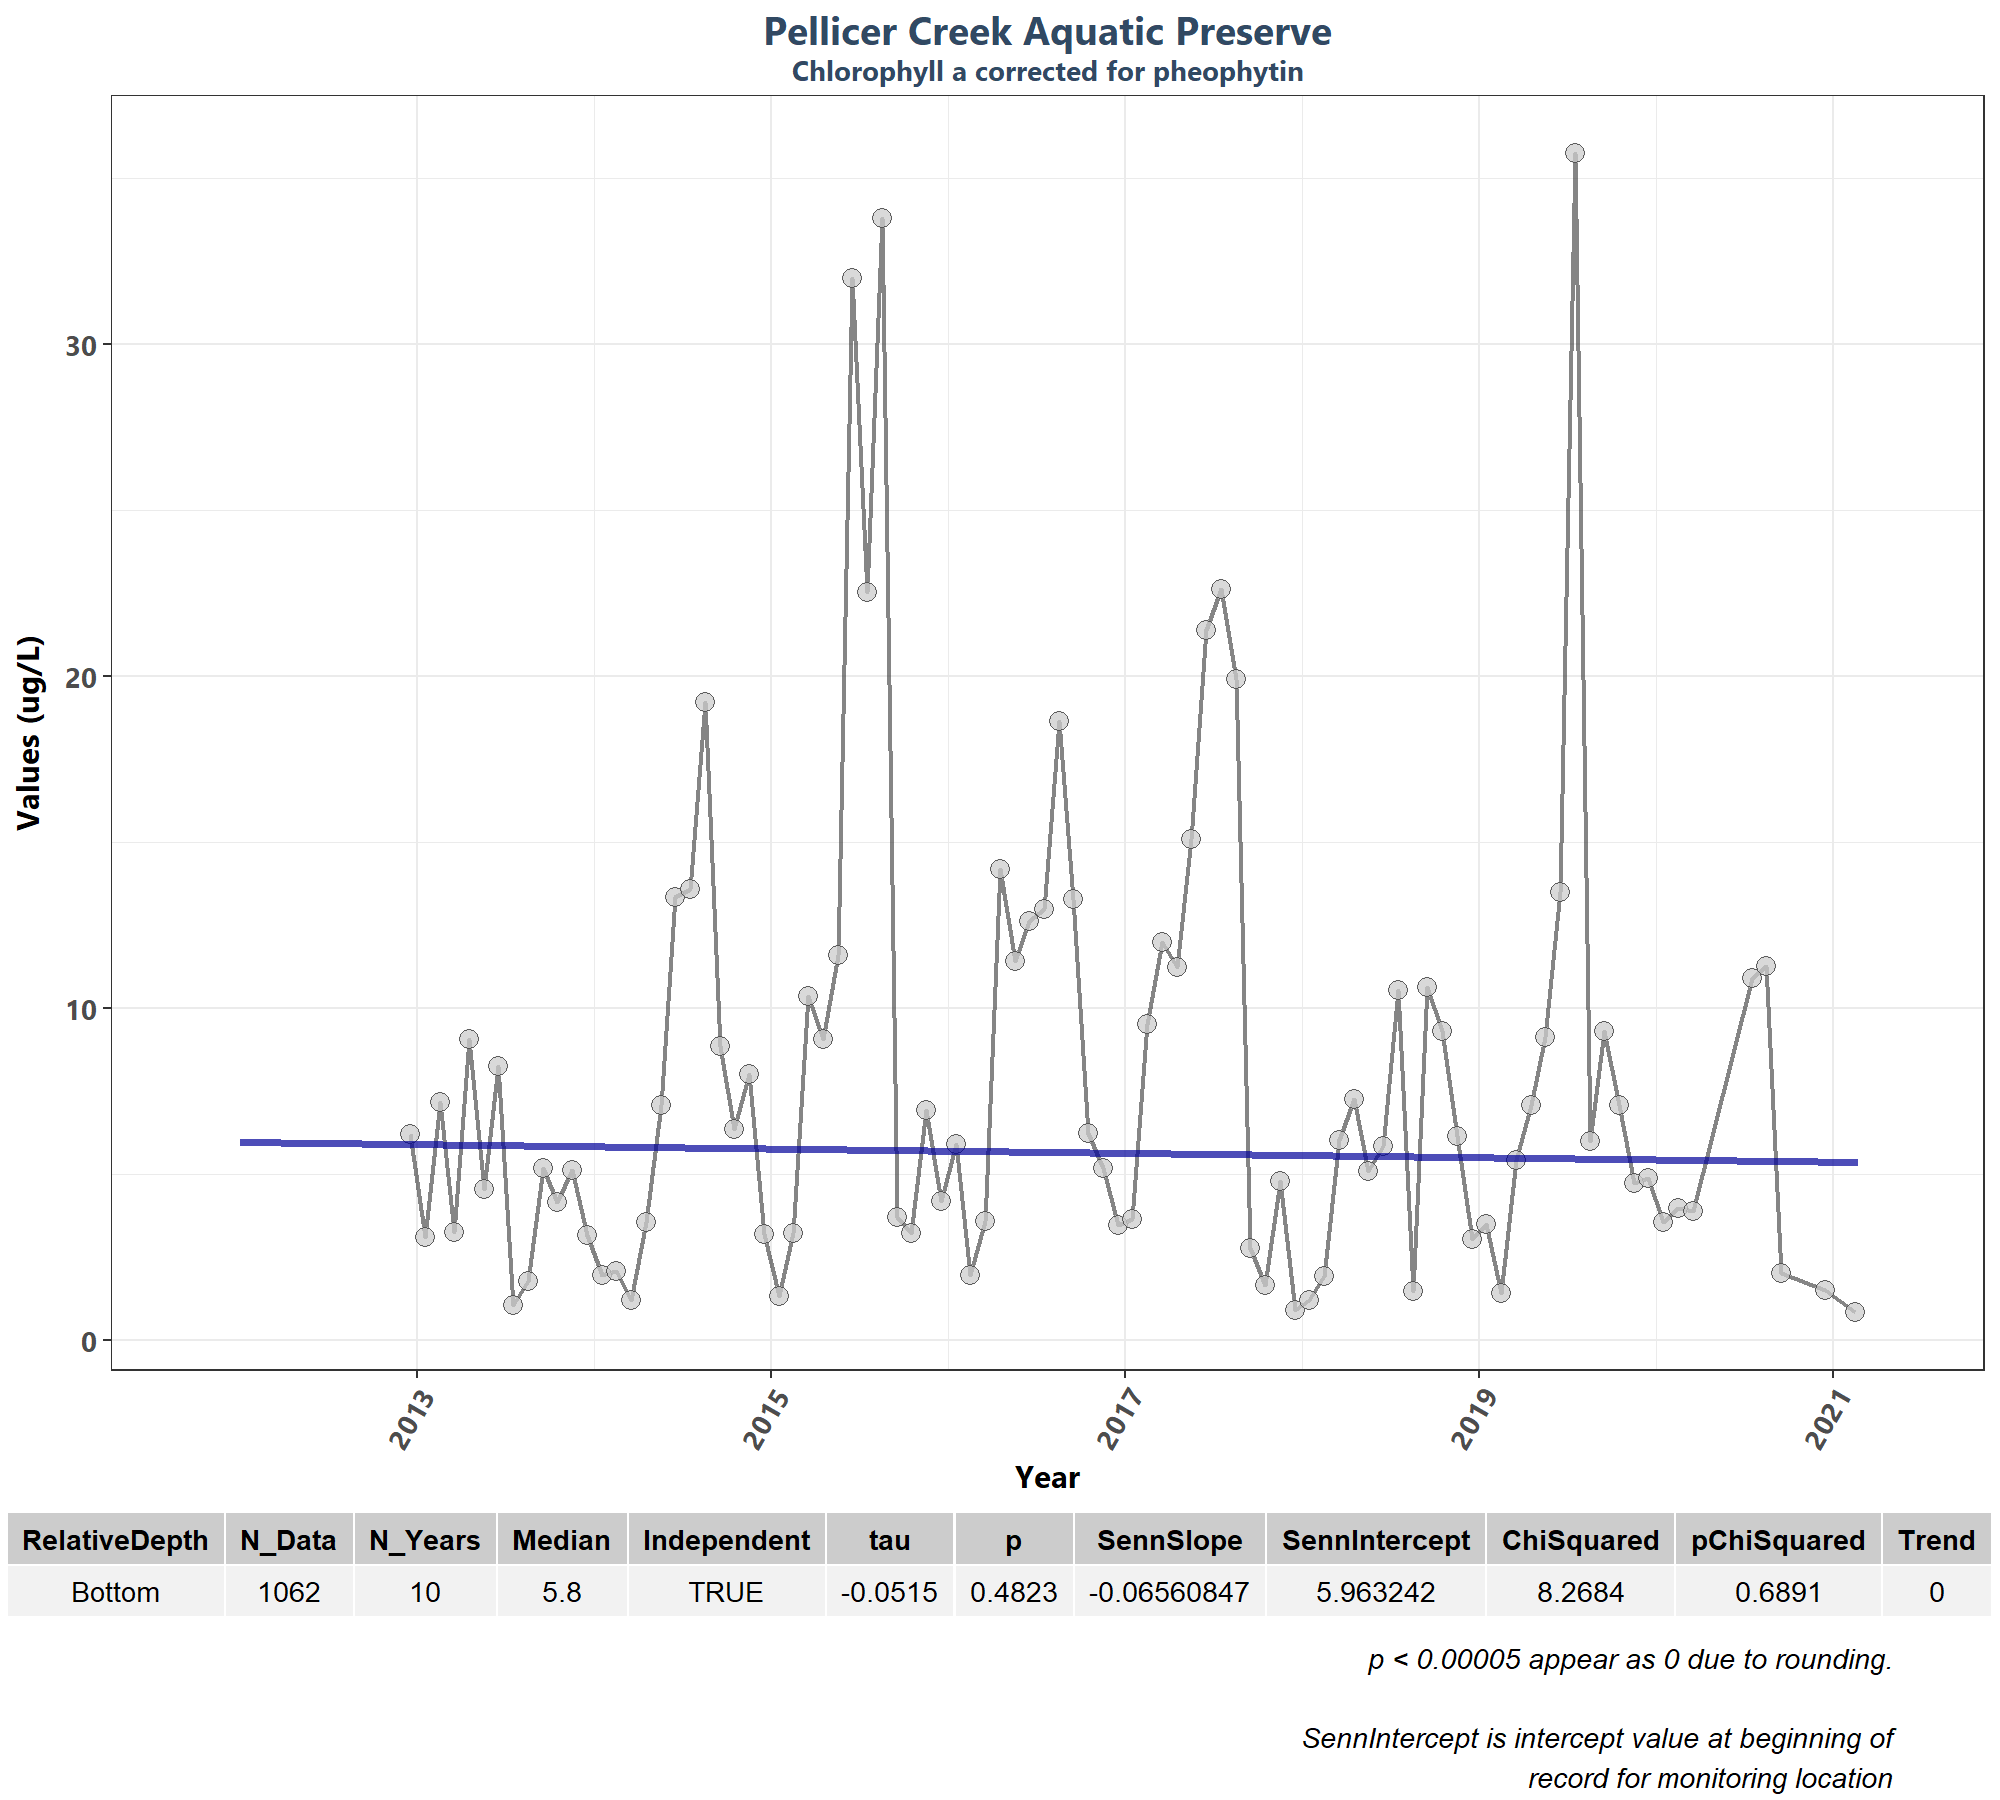 Pellicer Creek Aquatic Preserve
Chlorophyll a corrected for pheophytin
Values (ug/L)
30
20
10
0
2013 2015 2017 2019 2021
Year
RelativeDepth N_Data N_Years Median Independent tau p SennSlope SennIntercept ChiSquared pChiSquared Trend
Bottom 1062 10 5.8 TRUE -0.0515 0.4823 -0.06560847 5.963242 8.2684 0.6891 0
p < 0.00005 appear as 0 due to rounding.
SennIntercept is intercept value at beginning of
record for monitoring location